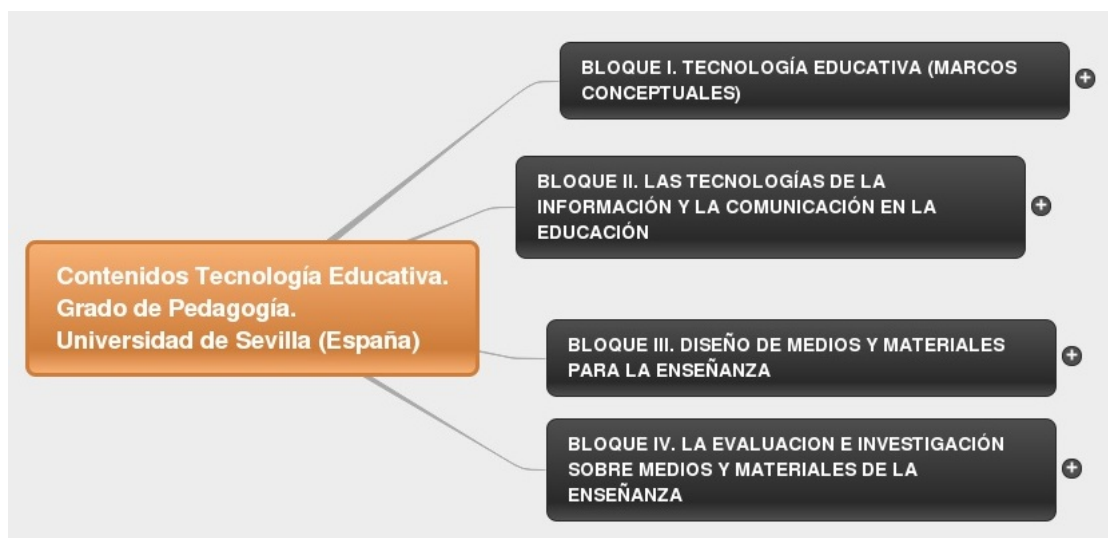 BLOQUE I. TECNOLOGÍA EDUCATIVA (MARCOS
CONCEPTUALES)
BLOQUE II. LAS TECNOLOGÍAS DE LA
INFORMACIÓN Y LA COMUNICACIÓN EN LA
EDUCACIÓN
Contenidos Tecnología Educativa.
Grado de Pedagogía.
Universidad de Sevilla (España)
BLOQUE III. DISEÑO DE MEDIOS Y MATERIALES
PARA LA ENSEÑANZA
BLOQUE IV. LA EVALUACION E INVESTIGACIÓN
SOBRE MEDIOS Y MATERIALES DE LA
ENSEÑANZA